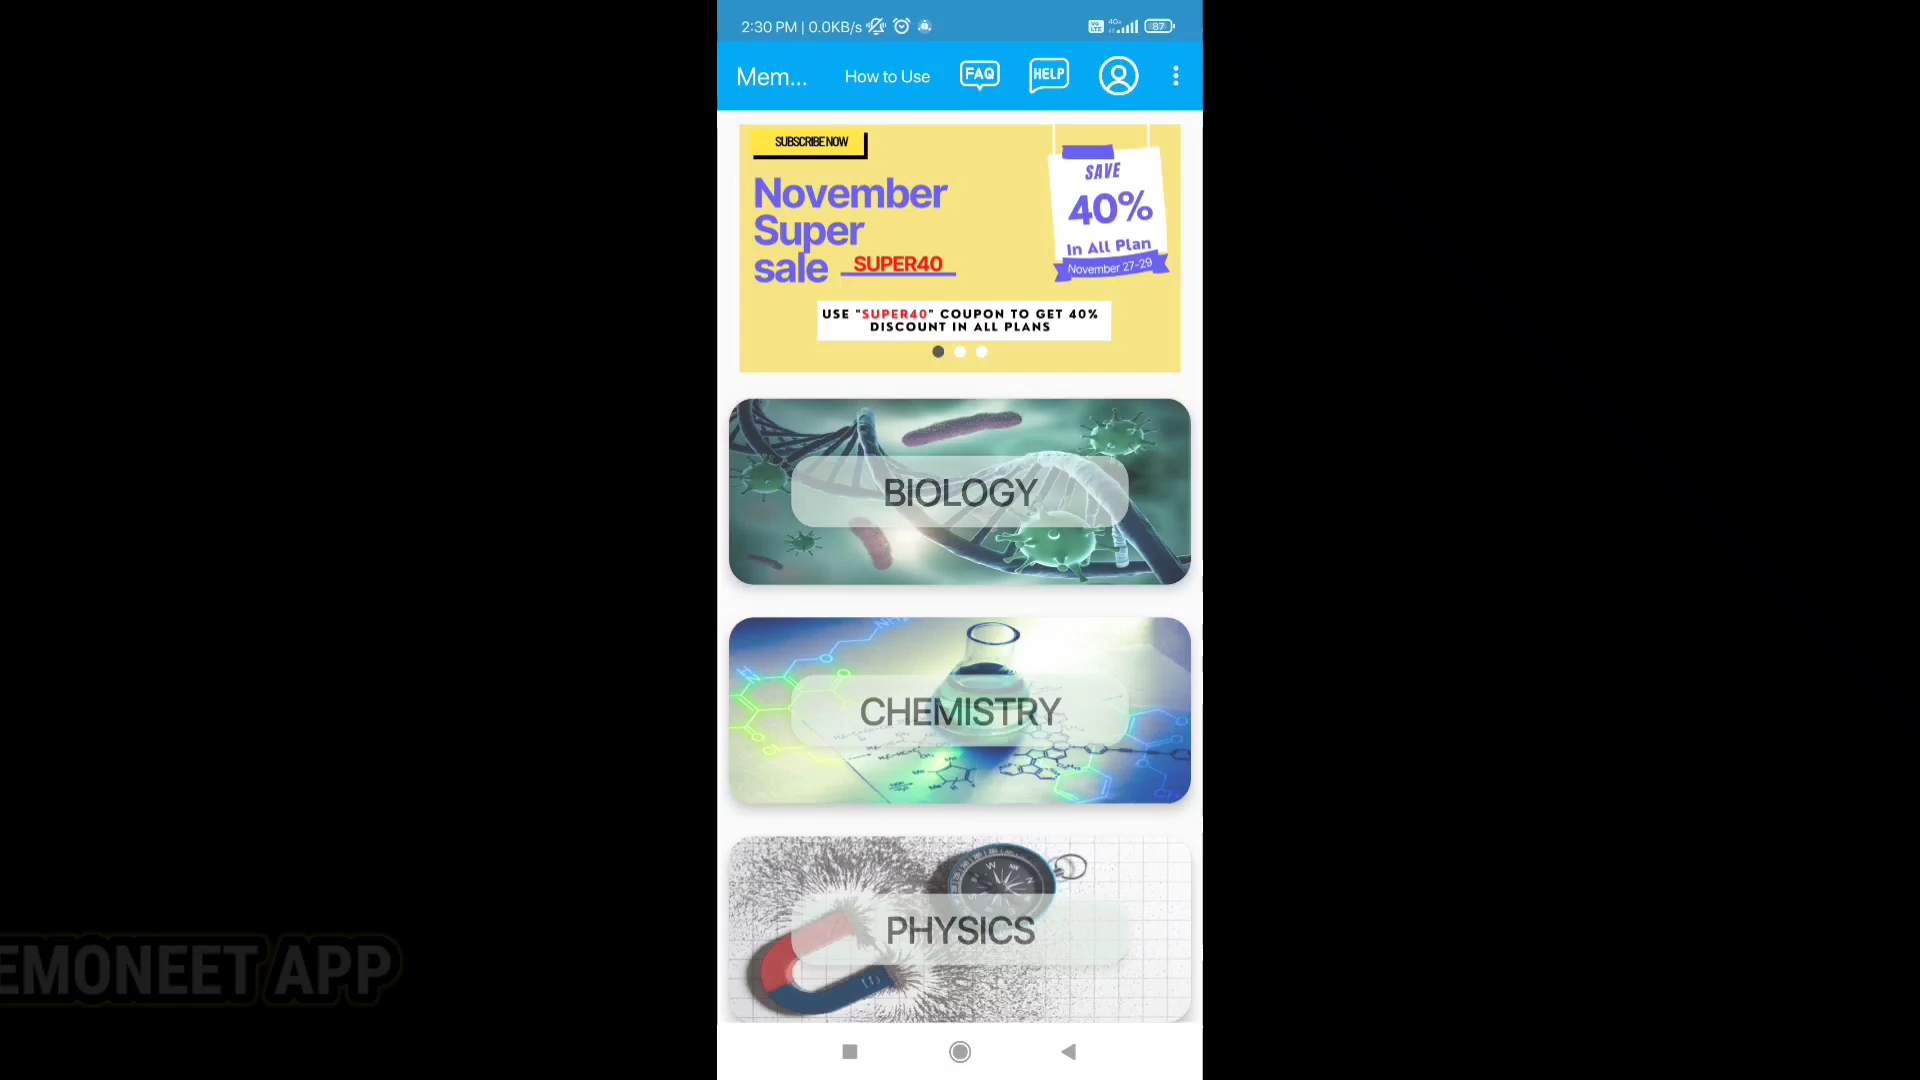 2:30 PM | 0.0KB/s
4G+
87
Mem...
How to Use
FAQ
HELP
SUBSCRIBE NOW
November
Super
sale
SUPER40
SAVE
40%
In All Plan
November 27-29
USE "SUPER40" COUPON TO GET 40%
DISCOUNT IN ALL PLANS
BIOLOGY
CHEMISTRY
PHYSICS
EMONEET APP